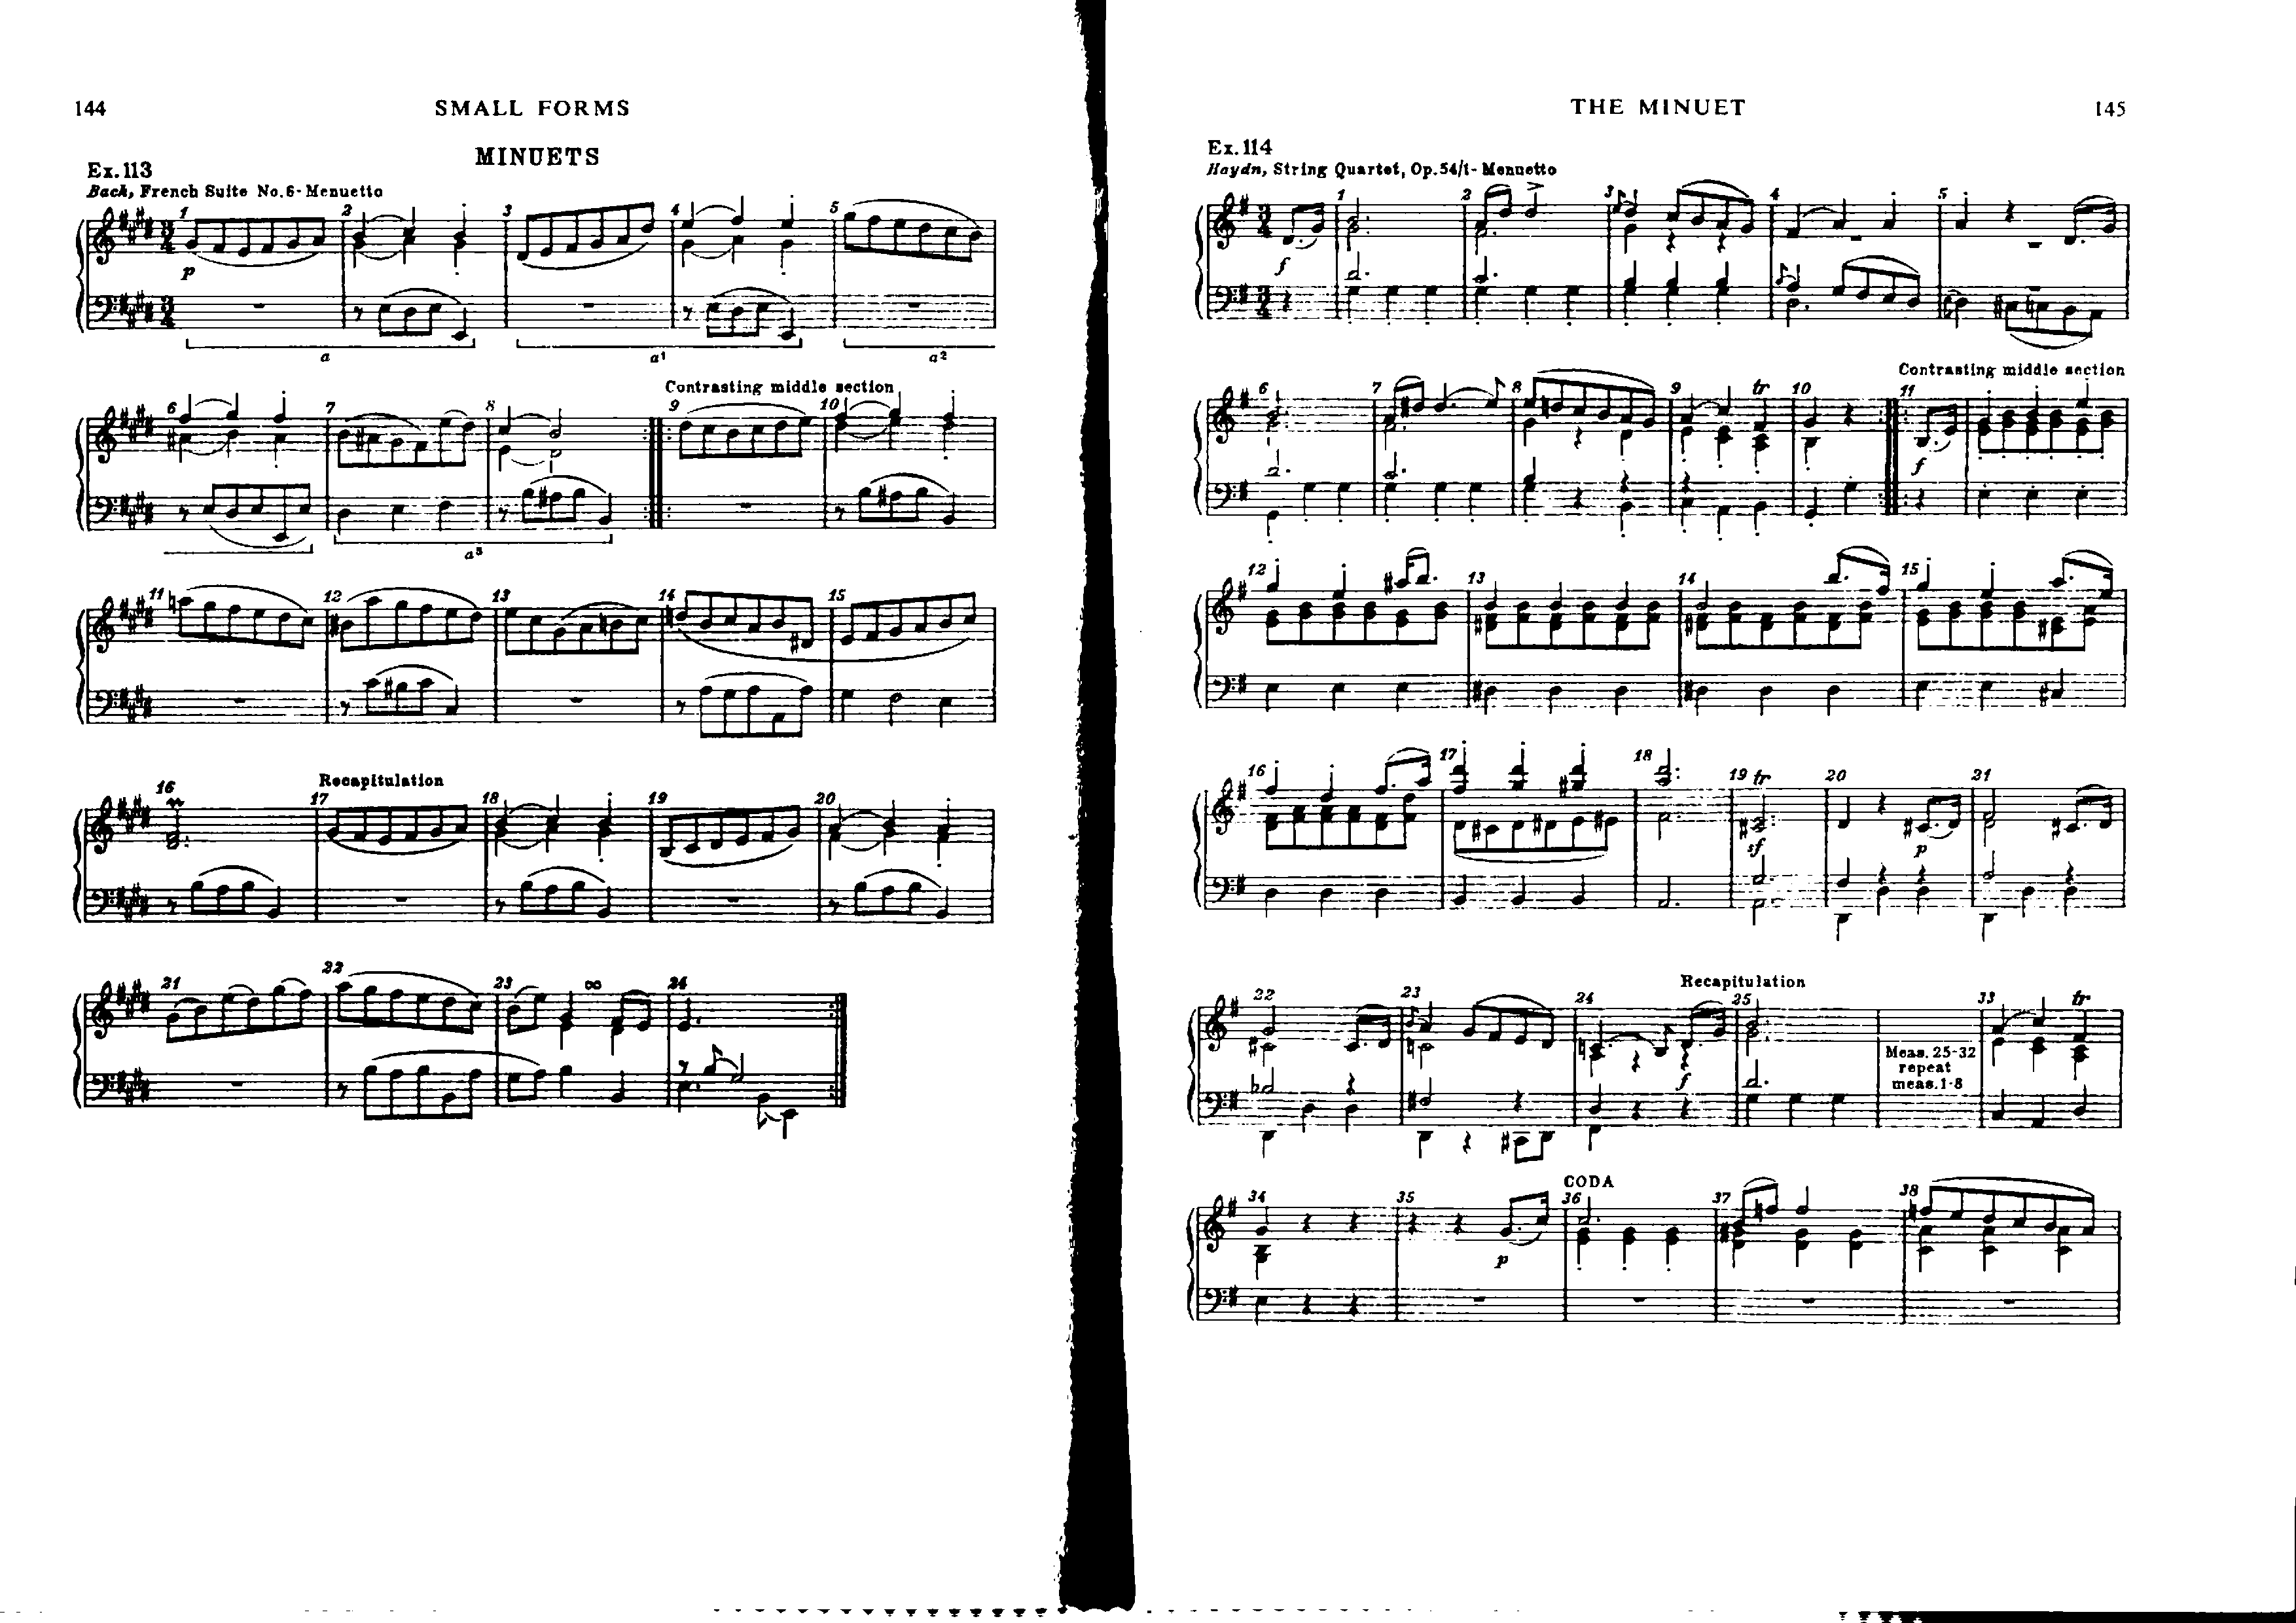 144
SMALL FORMS
MINUETS
Ex. 113
Bach, French Suite No. 6 - Menuetto
1 2 3 4 5
p
a a1 a2
Contrasting middle section
6 7 8 9 10
a3
11 12 13 14 15
Recapitulation
16 17 18 19 20
21 22 23 24
THE MINUET
145
Ex. 114
Haydn, String Quartet, Op. 54/1 - Menuetto
1 2 3 4 5
f
Contrasting middle section
6 7 8 9 tr 10 11
f
12 13 14 15
16 17 18 19 tr 20 21
sf p
Recapitulation
22 23 24 25 33 tr
Meas. 25-32
repeat
meas. 1-8
f
CODA
34 35 36 37 38
p